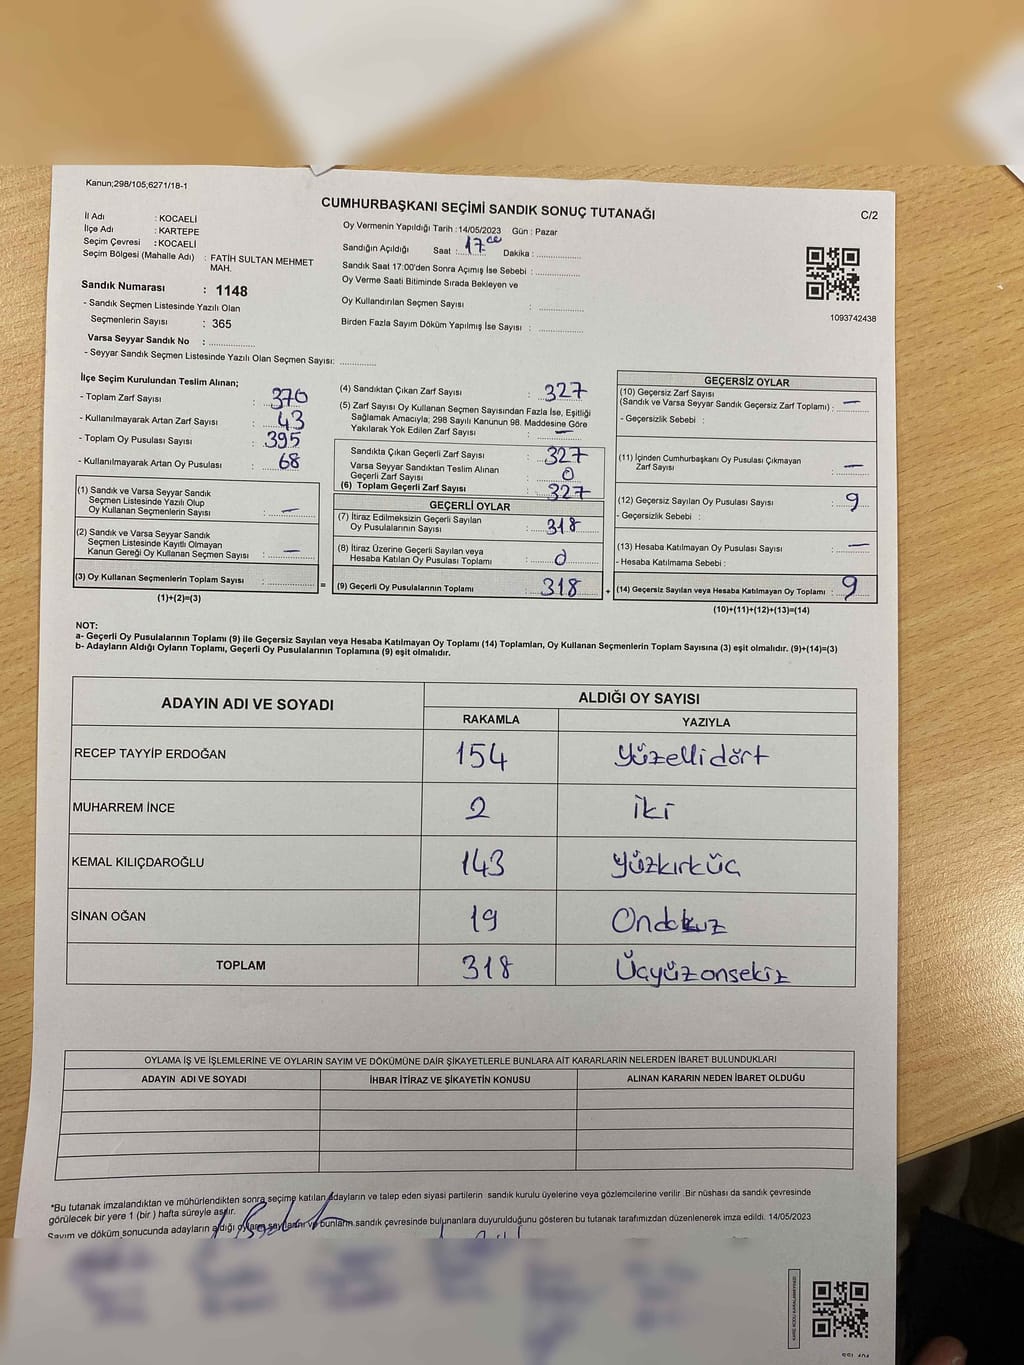 Kanun;298/105;6271/18-1
CUMHURBAŞKANI SEÇİMİ SANDIK SONUÇ TUTANAĞI
C/2
İl Adı : KOCAELİ
İlçe Adı : KARTEPE
Seçim Çevresi : KOCAELİ
Seçim Bölgesi (Mahalle Adı) : FATİH SULTAN MEHMET
MAH.
Sandık Numarası : 1148
- Sandık Seçmen Listesinde Yazılı Olan
Seçmenlerin Sayısı : 365
Varsa Seyyar Sandık No : ..............
- Seyyar Sandık Seçmen Listesinde Yazılı Olan Seçmen Sayısı: ............
Oy Vermenin Yapıldığı Tarih : 14/05/2023 Gün : Pazar
Sandığın Açıldığı Saat : 17 Dakika : ..............
Sandık Saat 17:00'den Sonra Açımış İse Sebebi : ..............
Oy Verme Saati Bitiminde Sırada Bekleyen ve
Oy Kullandırılan Seçmen Sayısı : ..............
Birden Fazla Sayım Döküm Yapılmış İse Sayısı : ..............
1093742438
İlçe Seçim Kurulundan Teslim Alınan;
- Toplam Zarf Sayısı : 370
- Kullanılmayarak Artan Zarf Sayısı : 43
- Toplam Oy Pusulası Sayısı : 395
- Kullanılmayarak Artan Oy Pusulası : 68
(1) Sandık ve Varsa Seyyar Sandık
Seçmen Listesinde Yazılı Olup
Oy Kullanan Seçmenlerin Sayısı : —
(2) Sandık ve Varsa Seyyar Sandık
Seçmen Listesinde Kayıtlı Olmayan
Kanun Gereği Oy Kullanan Seçmen Sayısı : —
(3) Oy Kullanan Seçmenlerin Toplam Sayısı : ..............
(1)+(2)=(3)
=
(4) Sandıktan Çıkan Zarf Sayısı : 327
(5) Zarf Sayısı Oy Kullanan Seçmen Sayısından Fazla İse, Eşitliği
Sağlamak Amacıyla; 298 Sayılı Kanunun 98. Maddesine Göre
Yakılarak Yok Edilen Zarf Sayısı : —
Sandıkta Çıkan Geçerli Zarf Sayısı : 327
Varsa Seyyar Sandıktan Teslim Alınan
Geçerli Zarf Sayısı : 0
(6) Toplam Geçerli Zarf Sayısı : 327
GEÇERLİ OYLAR
(7) İtiraz Edilmeksizin Geçerli Sayılan
Oy Pusulalarının Sayısı : 318
(8) İtiraz Üzerine Geçerli Sayılan veya
Hesaba Katılan Oy Pusulası Toplamı : 0
(9) Geçerli Oy Pusulalarının Toplamı : 318
+
GEÇERSİZ OYLAR
(10) Geçersiz Zarf Sayısı
(Sandık ve Varsa Seyyar Sandık Geçersiz Zarf Toplamı) : —
- Geçersizlik Sebebi :
(11) İçinden Cumhurbaşkanı Oy Pusulası Çıkmayan
Zarf Sayısı : —
(12) Geçersiz Sayılan Oy Pusulası Sayısı : 9
- Geçersizlik Sebebi :
(13) Hesaba Katılmayan Oy Pusulası Sayısı : —
- Hesaba Katılmama Sebebi :
(14) Geçersiz Sayılan veya Hesaba Katılmayan Oy Toplamı : 9
(10)+(11)+(12)+(13)=(14)
NOT:
a- Geçerli Oy Pusulalarının Toplamı (9) ile Geçersiz Sayılan veya Hesaba Katılmayan Oy Toplamı (14) Toplamları, Oy Kullanan Seçmenlerin Toplam Sayısına (3) eşit olmalıdır. (9)+(14)=(3)
b- Adayların Aldığı Oyların Toplamı, Geçerli Oy Pusulalarının Toplamına (9) eşit olmalıdır.
ADAYIN ADI VE SOYADI
ALDIĞI OY SAYISI
RAKAMLA YAZIYLA
RECEP TAYYİP ERDOĞAN 154 Yüzellidört
MUHARREM İNCE 2 iki
KEMAL KILIÇDAROĞLU 143 Yüzkırküç
SİNAN OĞAN 19 Ondokuz
TOPLAM 318 Üçyüzonsekiz
OYLAMA İŞ VE İŞLEMLERİNE VE OYLARIN SAYIM VE DÖKÜMÜNE DAİR ŞİKAYETLERLE BUNLARA AİT KARARLARIN NELERDEN İBARET BULUNDUKLARI
ADAYIN ADI VE SOYADI İHBAR İTİRAZ VE ŞİKAYETİN KONUSU ALINAN KARARIN NEDEN İBARET OLDUĞU
*Bu tutanak imzalandıktan ve mühürlendikten sonra seçime katılan adayların ve talep eden siyasi partilerin sandık kurulu üyelerine veya gözlemcilerine verilir .Bir nüshası da sandık çevresinde
görülecek bir yere 1 (bir ) hafta süreyle asılır.
Sayım ve döküm sonucunda adayların aldığı oyların sayılarını ve bunların sandık çevresinde bulunanlara duyurulduğunu gösteren bu tutanak tarafımızdan düzenlenerek imza edildi. 14/05/2023